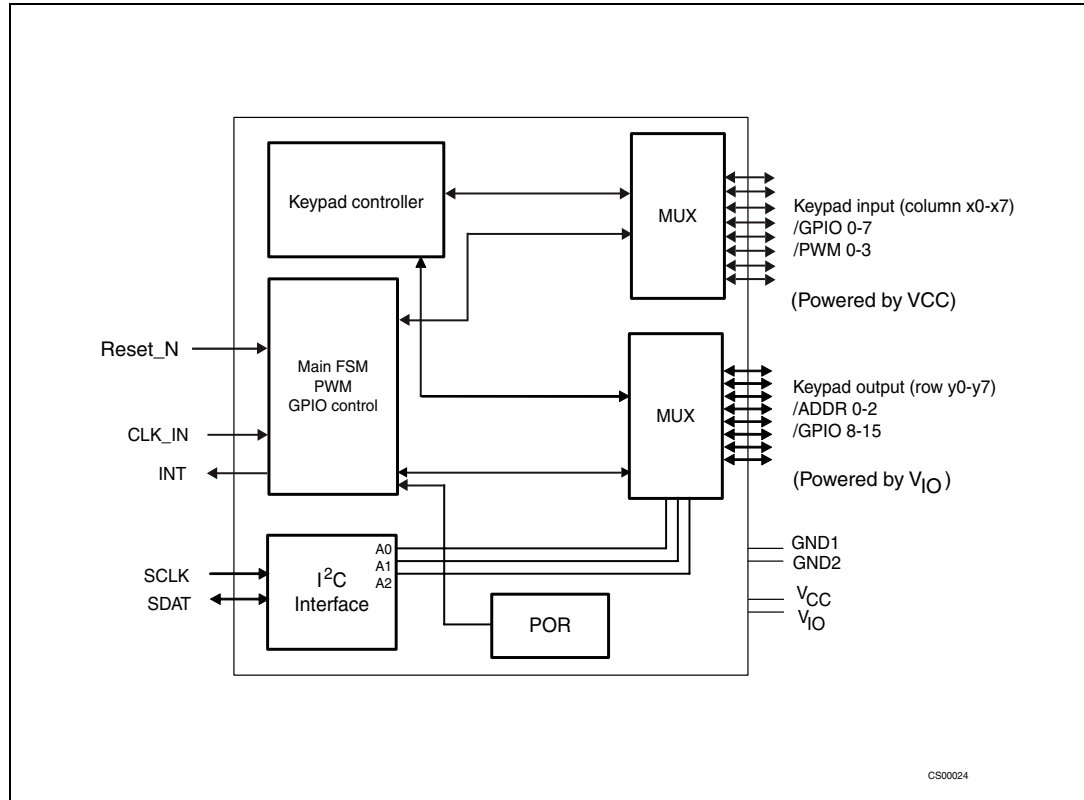 Keypad controller
MUX
Keypad input (column x0-x7)
/GPIO 0-7
/PWM 0-3
(Powered by VCC)
Reset_N
CLK_IN
INT
Main FSM
PWM
GPIO control
MUX
Keypad output (row y0-y7)
/ADDR 0-2
/GPIO 8-15
(Powered by VIO)
SCLK
SDAT
I2C
Interface
A0
A1
A2
POR
GND1
GND2
VCC
VIO
CS00024